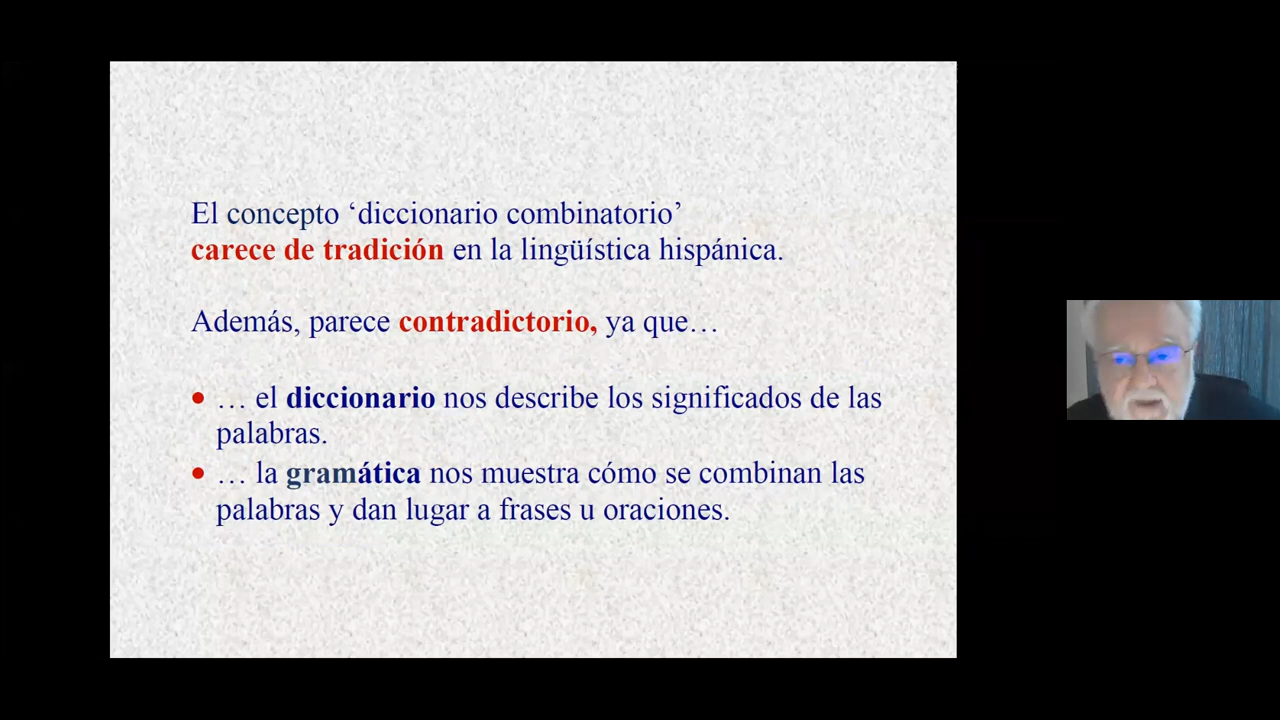 El concepto ‘diccionario combinatorio’
carece de tradición en la lingüística hispánica.
Además, parece contradictorio, ya que…
• … el diccionario nos describe los significados de las
palabras.
• … la gramática nos muestra cómo se combinan las
palabras y dan lugar a frases u oraciones.